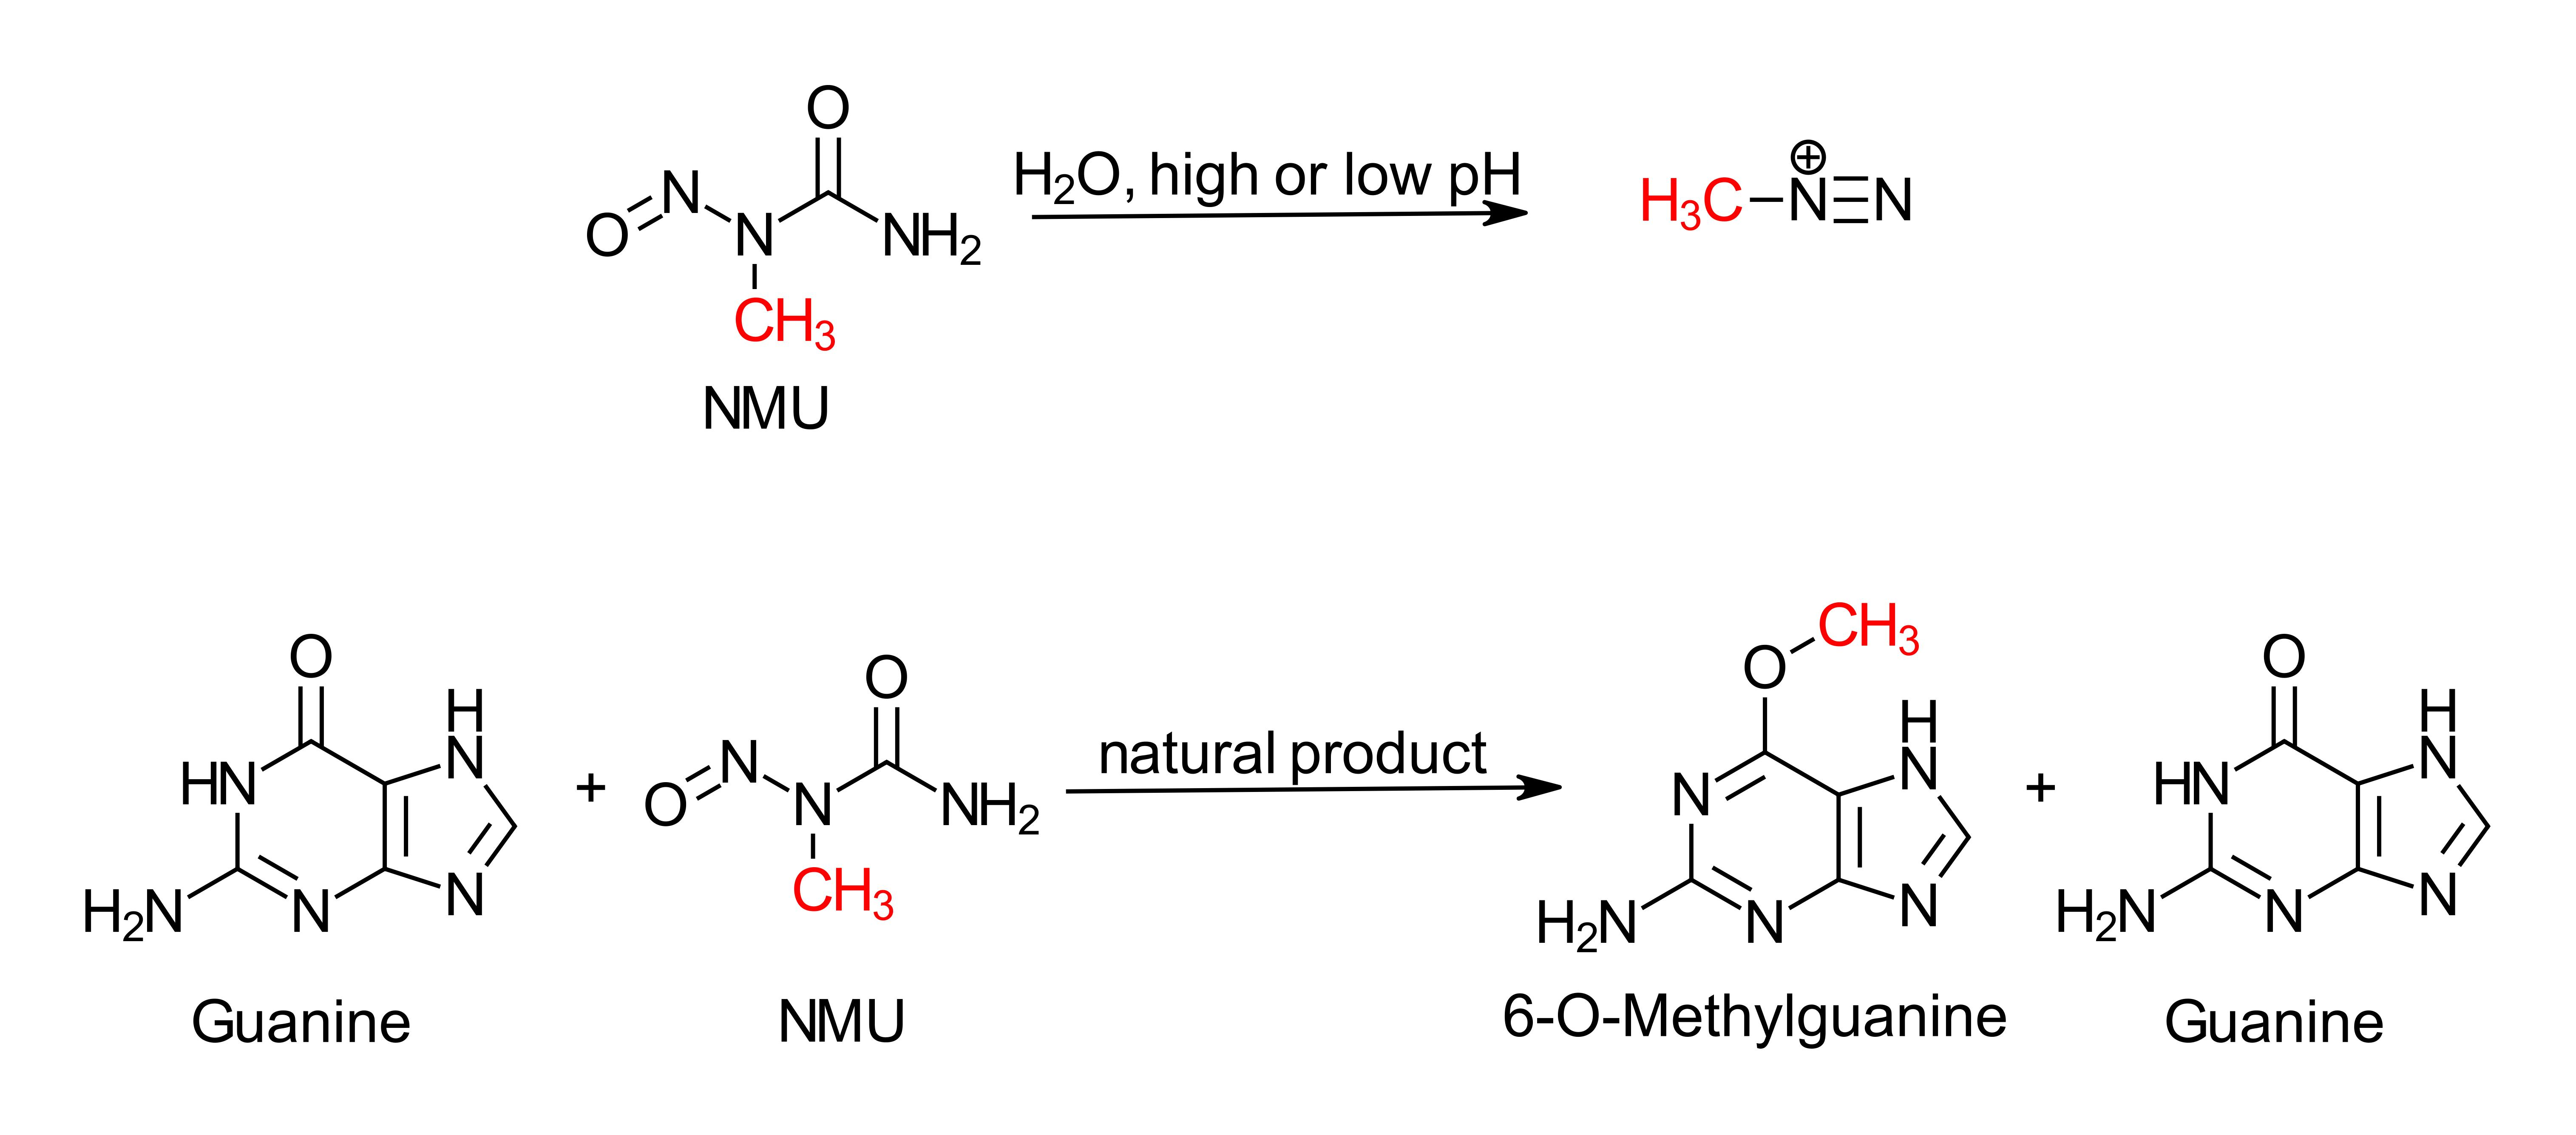 O
N
O
N
NH₂
CH₃
NMU
H₂O, high or low pH
H₃C
⊕
N
N
O
HN
H₂N
N
H
N
N
Guanine
+
O
N
O
N
NH₂
CH₃
NMU
natural product
CH₃
O
N
H₂N
N
H
N
N
6-O-Methylguanine
+
O
HN
H₂N
N
H
N
N
Guanine